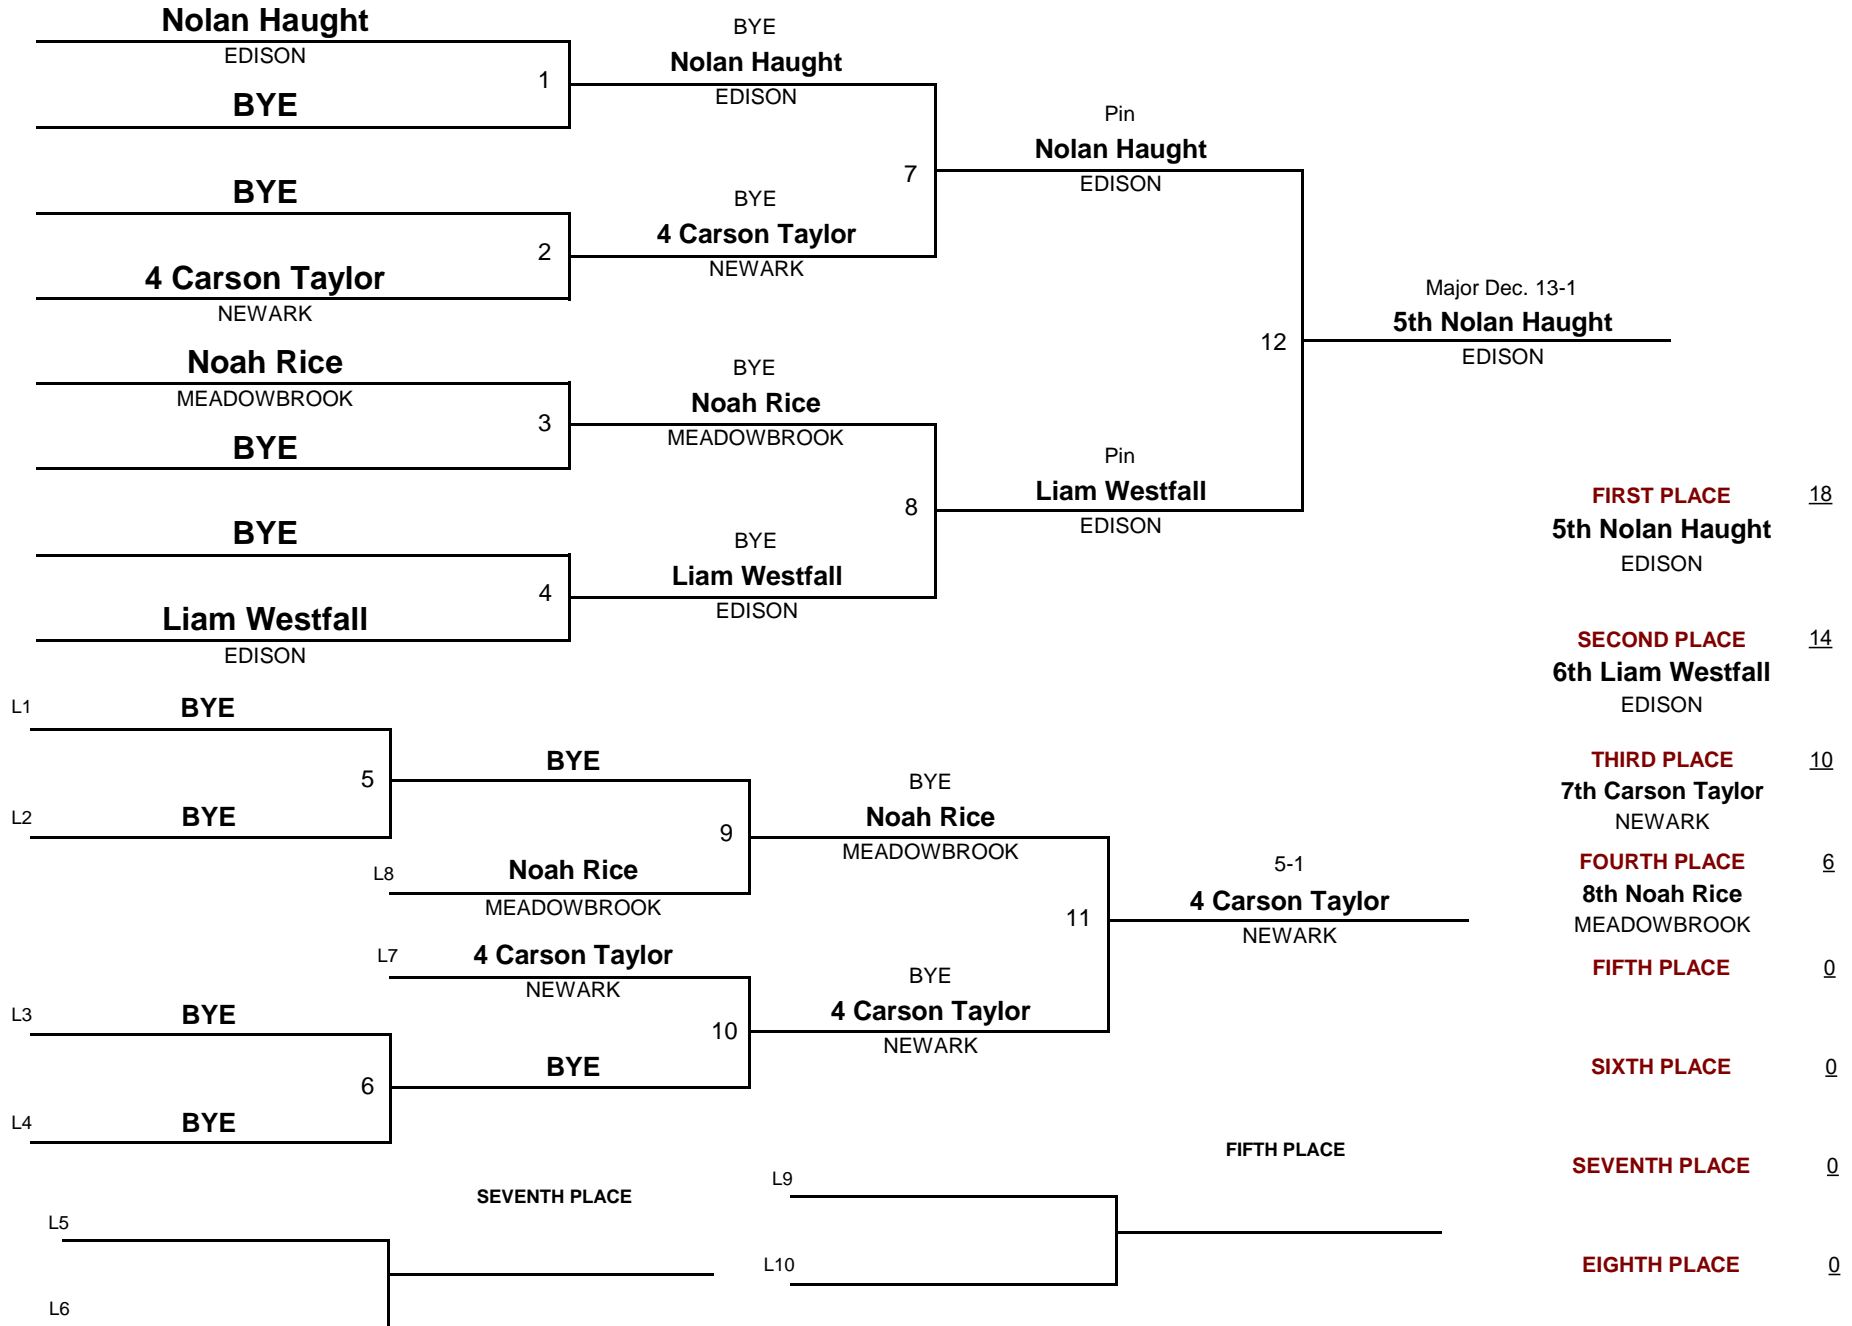 Nolan Haught
EDISON
1
BYE
BYE
Nolan Haught
EDISON
BYE
2
4 Carson Taylor
NEWARK
BYE
4 Carson Taylor
NEWARK
7
Pin
Nolan Haught
EDISON
Noah Rice
MEADOWBROOK
3
BYE
BYE
Noah Rice
MEADOWBROOK
BYE
4
Liam Westfall
EDISON
BYE
Liam Westfall
EDISON
8
Pin
Liam Westfall
EDISON
12
Major Dec. 13-1
5th Nolan Haught
EDISON
FIRST PLACE 18
5th Nolan Haught
EDISON
SECOND PLACE 14
6th Liam Westfall
EDISON
THIRD PLACE 10
7th Carson Taylor
NEWARK
FOURTH PLACE 6
8th Noah Rice
MEADOWBROOK
FIFTH PLACE 0
SIXTH PLACE 0
SEVENTH PLACE 0
EIGHTH PLACE 0
L1 BYE
5
L2 BYE
BYE
9
L8 Noah Rice
MEADOWBROOK
BYE
Noah Rice
MEADOWBROOK
L7 4 Carson Taylor
NEWARK
10
BYE
L3 BYE
6
L4 BYE
BYE
4 Carson Taylor
NEWARK
11
5-1
4 Carson Taylor
NEWARK
SEVENTH PLACE
L5
L6
FIFTH PLACE
L9
L10